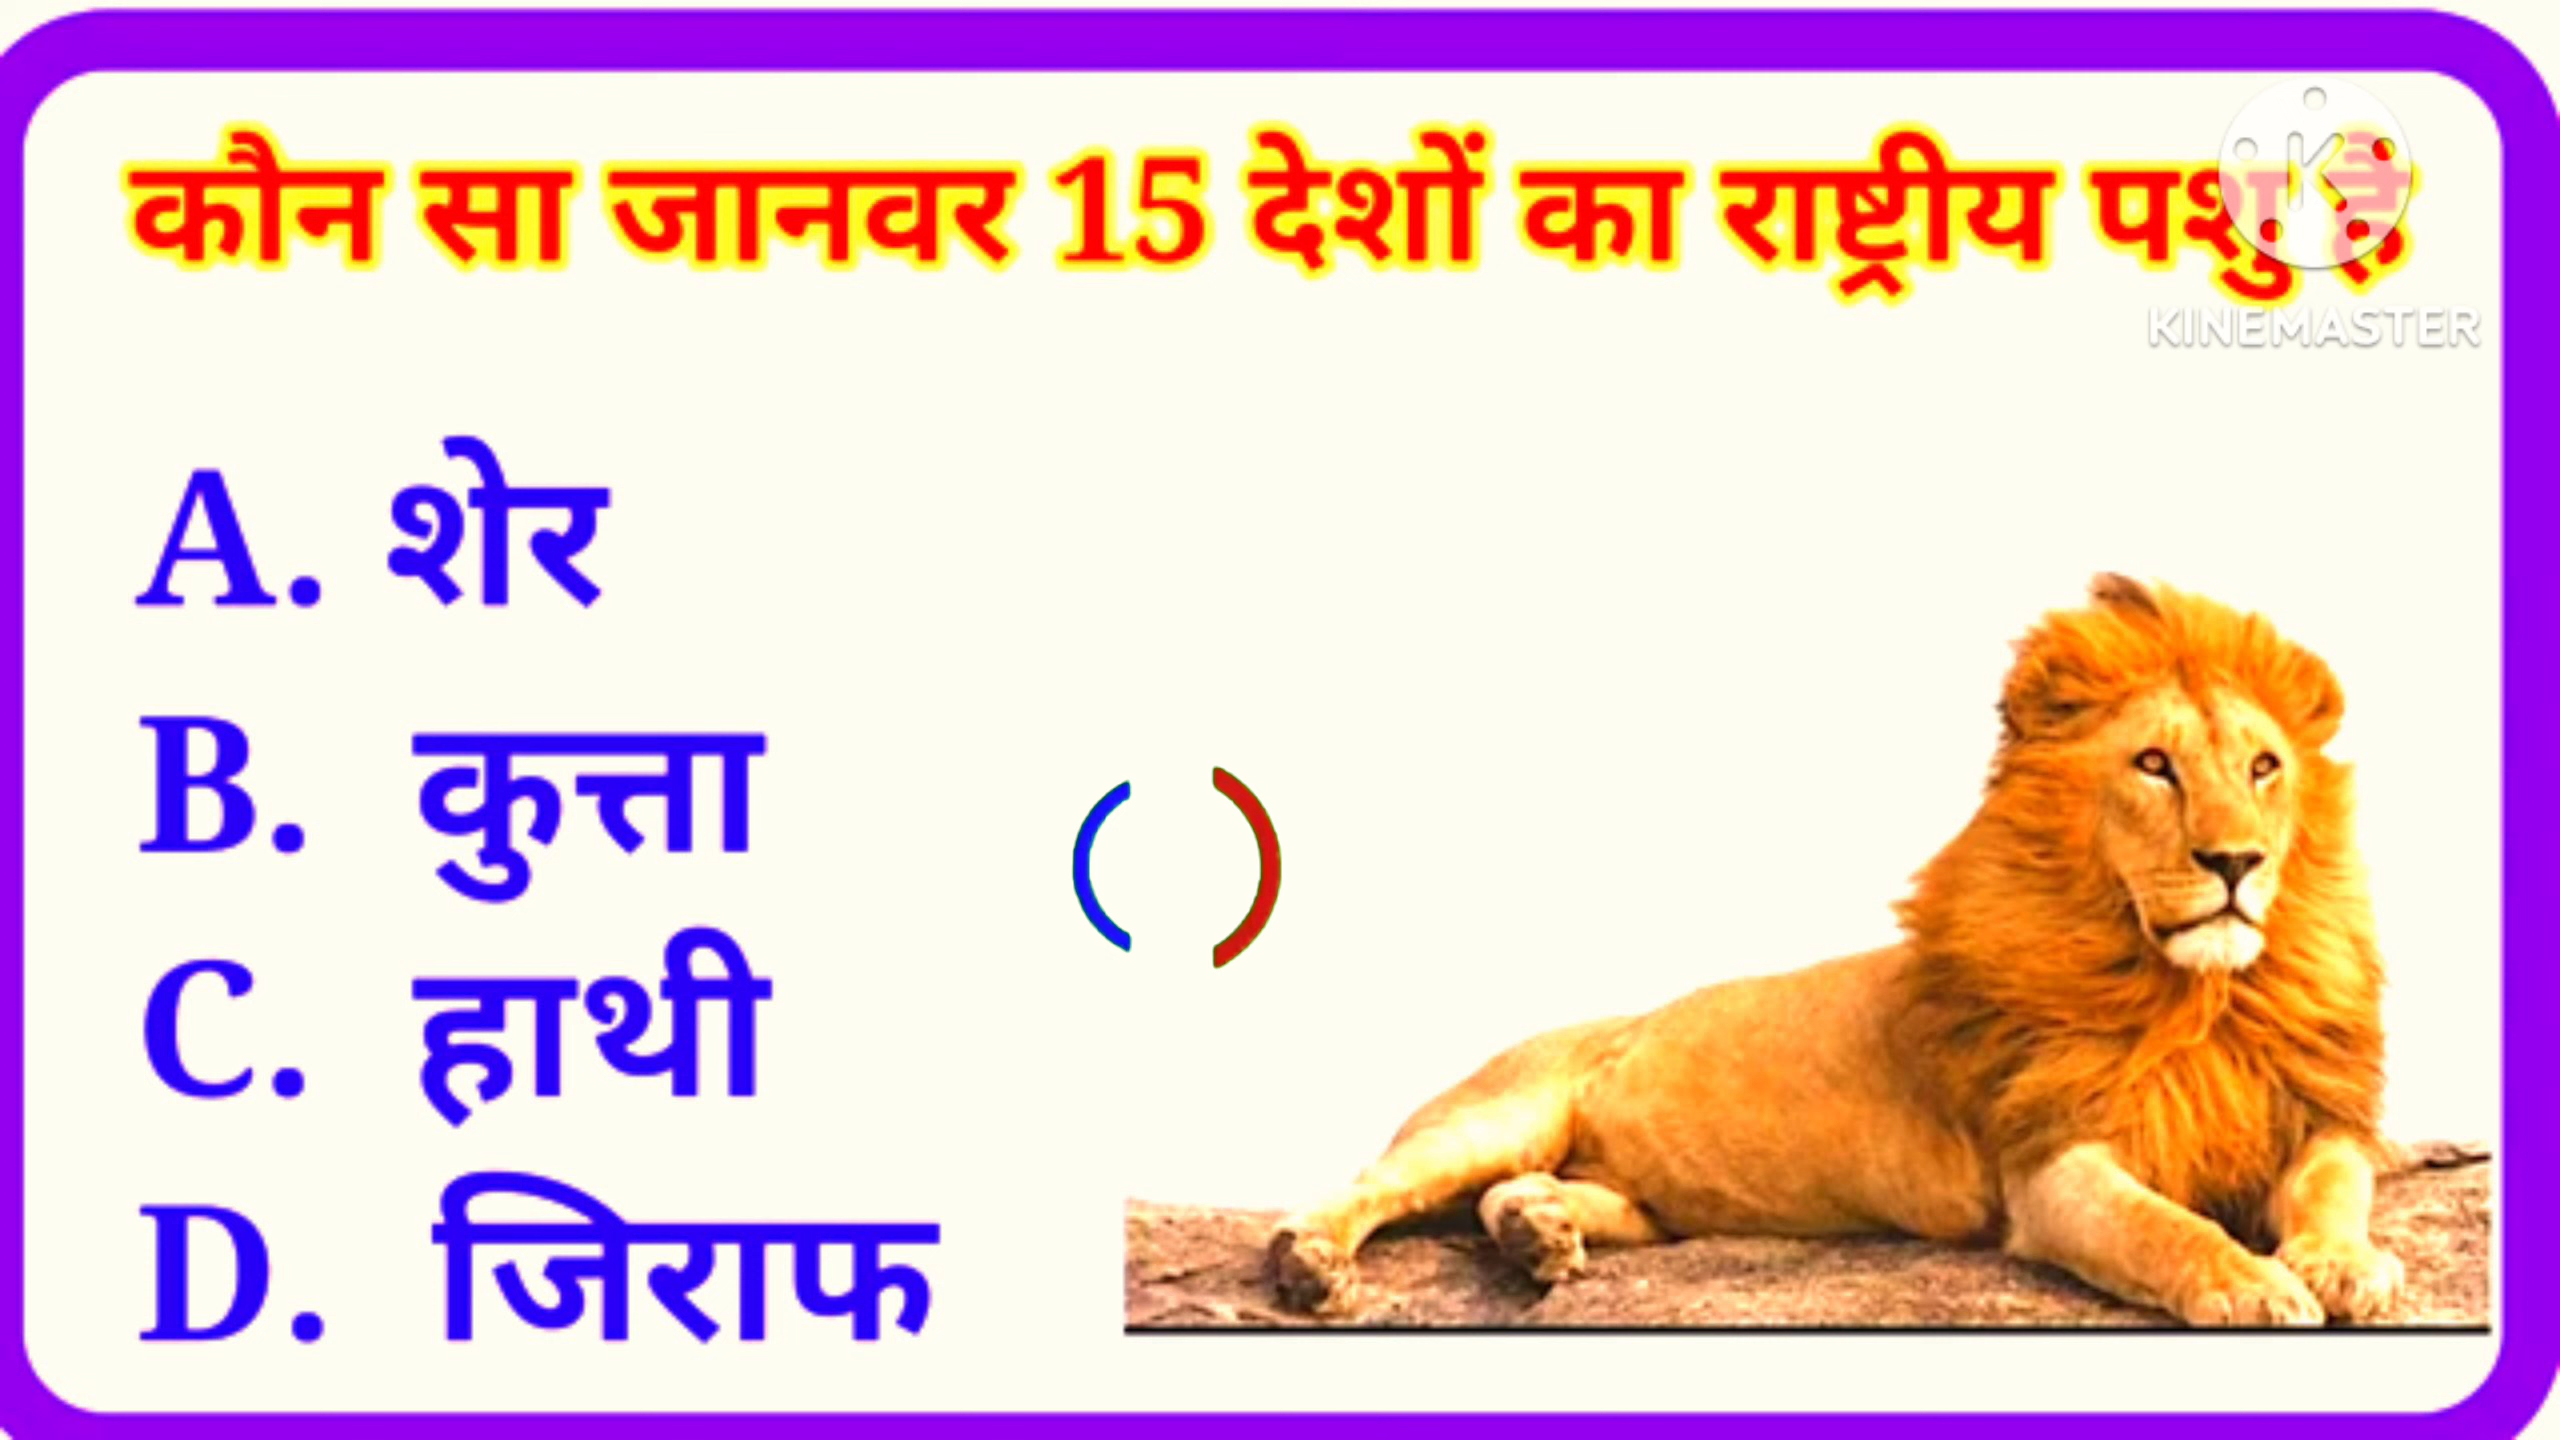 कौन सा जानवर 15 देशों का राष्ट्रीय पशु है
KINEMASTER
A. शेर
B. कुत्ता
C. हाथी
D. जिराफ